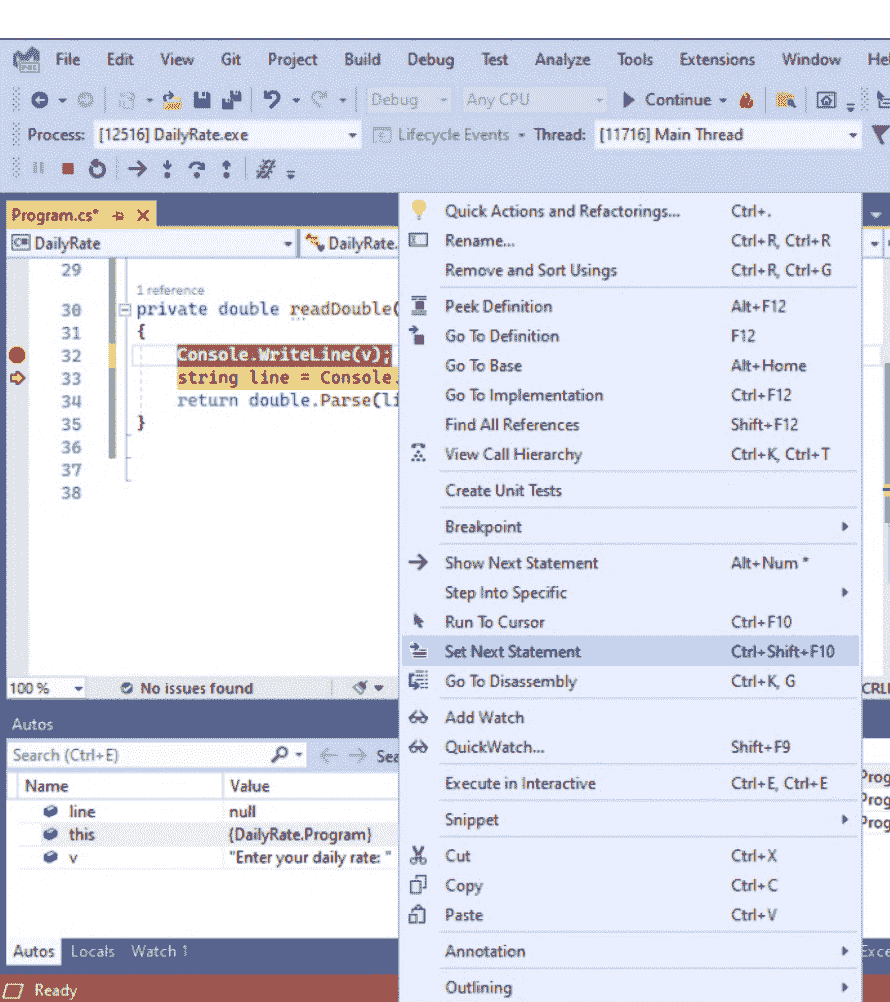 File Edit View Git Project Build Debug Test Analyze Tools Extensions Window Hel
Debug Any CPU Continue
Process: [12516] DailyRate.exe Lifecycle Events Thread: [11716] Main Thread
Program.cs*
DailyRate DailyRate.
29
1 reference
30 private double readDouble(
31 {
32 Console.WriteLine(v);
33 string line = Console.
34 return double.Parse(li
35 }
36
37
38
100 % No issues found
Autos
Search (Ctrl+E) Sea
Name Value
line null
this {DailyRate.Program}
v "Enter your daily rate: "
Autos Locals Watch 1
Ready
Quick Actions and Refactorings... Ctrl+.
Rename... Ctrl+R, Ctrl+R
Remove and Sort Usings Ctrl+R, Ctrl+G
Peek Definition Alt+F12
Go To Definition F12
Go To Base Alt+Home
Go To Implementation Ctrl+F12
Find All References Shift+F12
View Call Hierarchy Ctrl+K, Ctrl+T
Create Unit Tests
Breakpoint
Show Next Statement Alt+Num *
Step Into Specific
Run To Cursor Ctrl+F10
Set Next Statement Ctrl+Shift+F10
Go To Disassembly Ctrl+K, G
Add Watch
QuickWatch... Shift+F9
Execute in Interactive Ctrl+E, Ctrl+E
Snippet
Cut Ctrl+X
Copy Ctrl+C
Paste Ctrl+V
Annotation
Outlining
CRLF
Prog
Prog
Prog
Exce